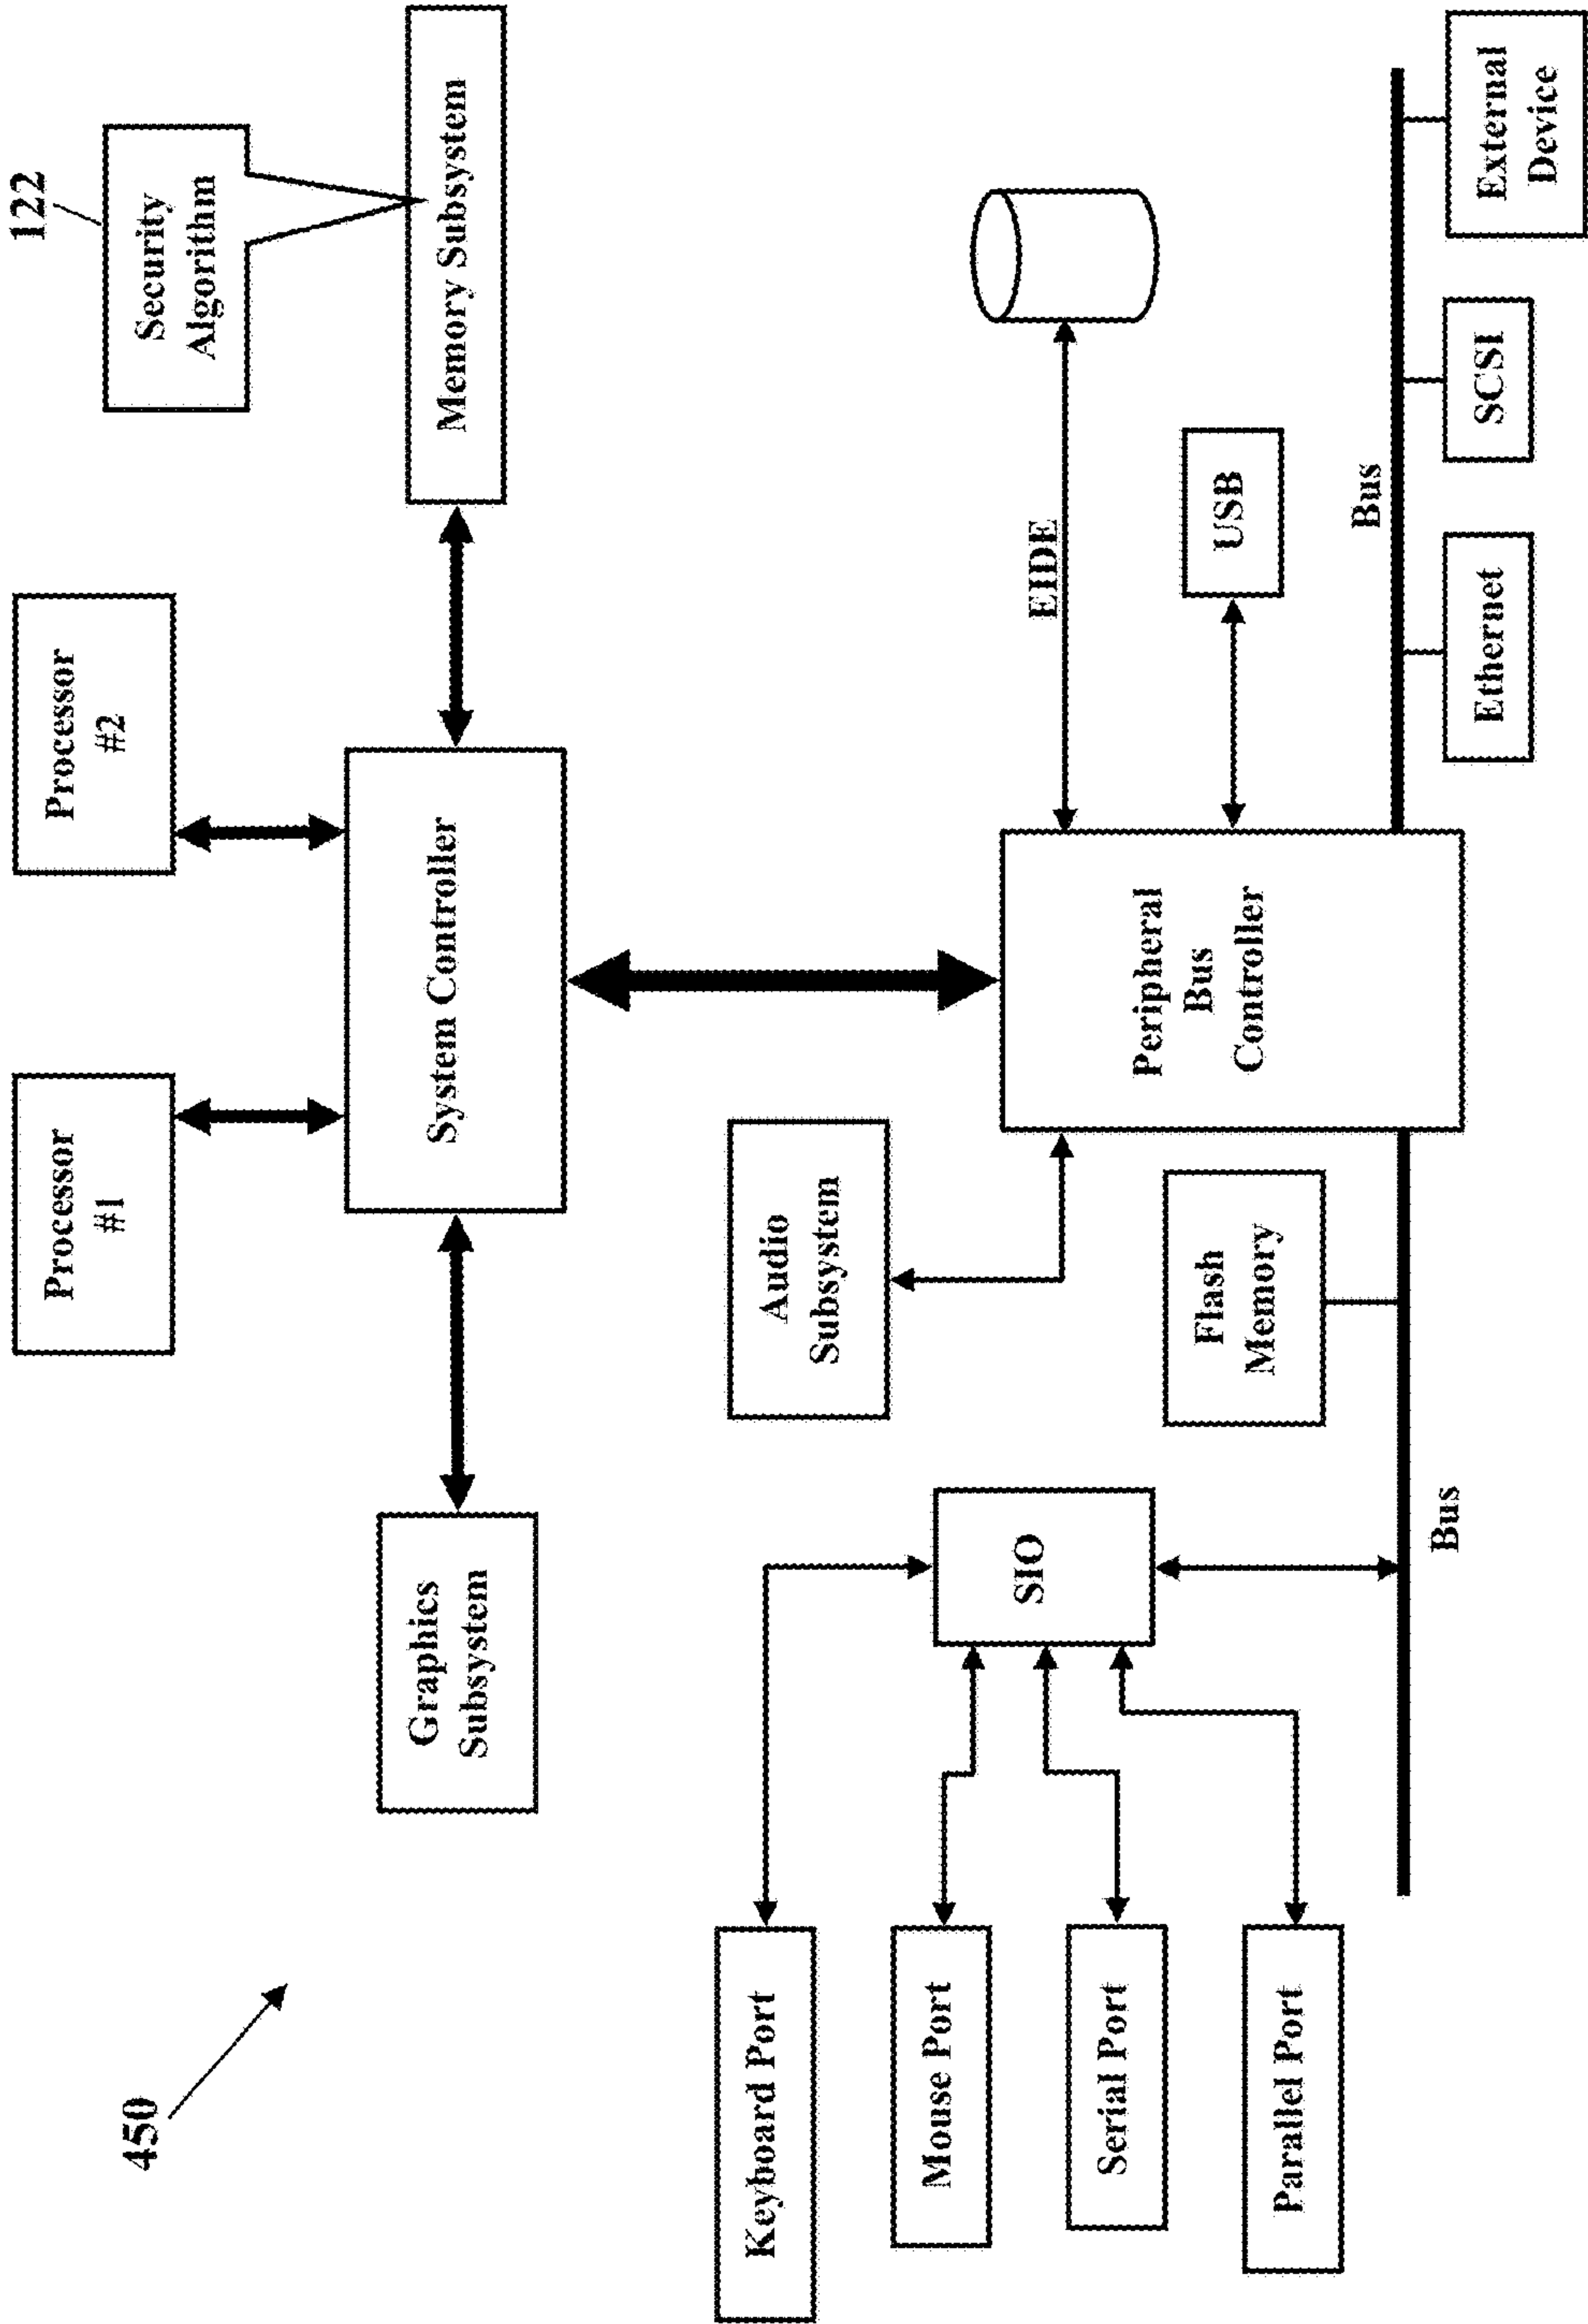 450
122
Processor
#1
Processor
#2
Security
Algorithm
Graphics
Subsystem
System Controller
Memory Subsystem
Keyboard Port
Mouse Port
Serial Port
Parallel Port
SIO
Audio
Subsystem
Flash
Memory
Peripheral
Bus
Controller
EIDE
USB
Bus
Bus
Ethernet
SCSI
External
Device